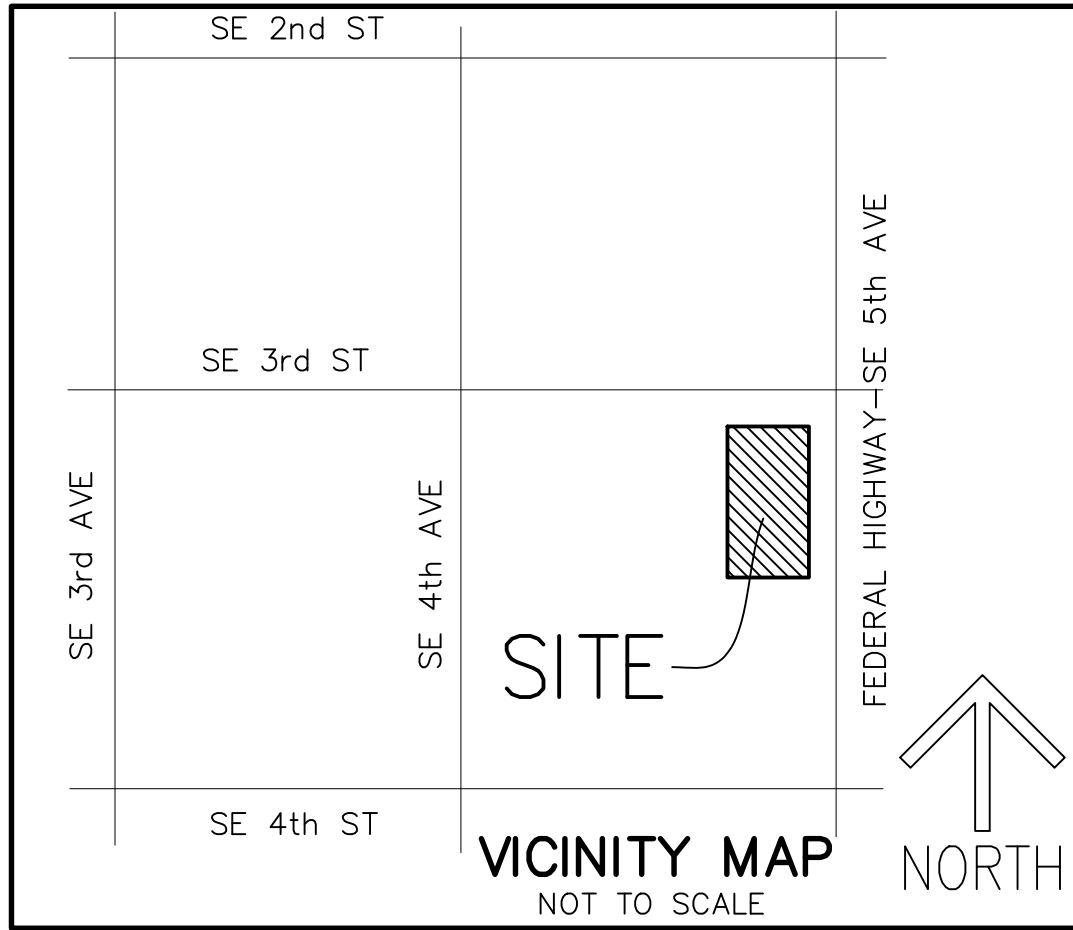 SE 2nd ST
SE 3rd ST
FEDERAL HIGHWAY-SE 5th AVE
SE 3rd AVE
SE 4th AVE
SITE
SE 4th ST
VICINITY MAP
NOT TO SCALE
NORTH